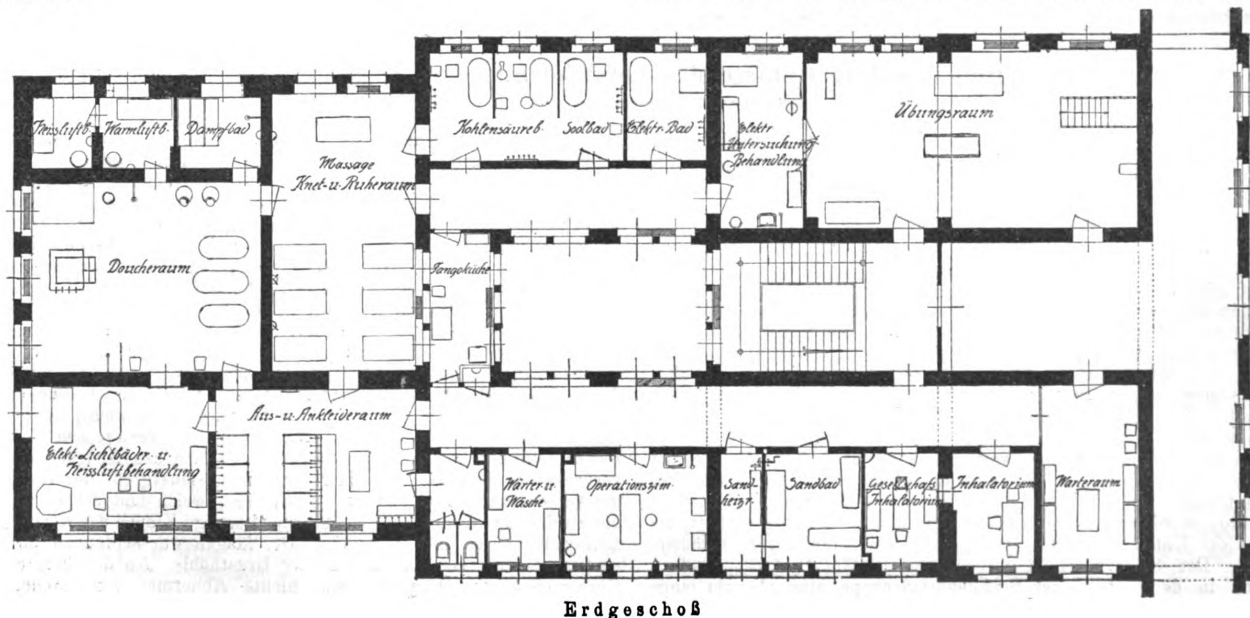 Heissluftb.
Warmluftb.
Dampfbad
Massage
Knet-u. Ruheraum
Kohlensäureb.
Soolbad
Elektr. Bad
Elektr.
Untersuchung
Behandlung
Übungsraum
Doucheraum
Fangoküche
Aus-u. Ankleideraum
Elekt. Lichtbäder u.
Heissluftbehandlung
Wärter u.
Wäsche
Operationszim.
Sand-
heizr.
Sandbad
Gesellschafts
Inhalatorium
Inhalatorium
Warteraum
Erdgeschoß